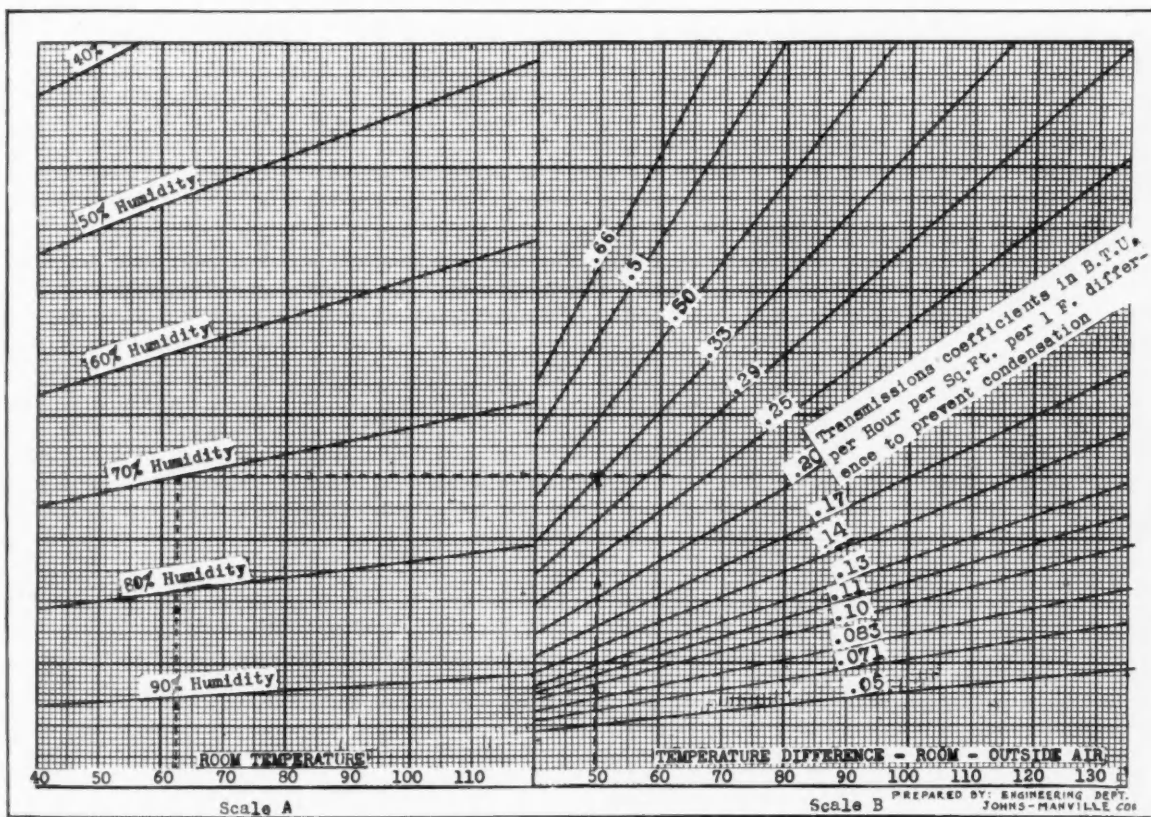 40%
50% Humidity
60% Humidity
70% Humidity
80% Humidity
90% Humidity
.66
.5
.50
.33
.29
.25
.20
.17
.14
.13
.11
.10
.083
.071
.05
Transmissions coefficients in B.T.U.
per Hour per Sq.Ft. per 1 F. differ-
ence to prevent condensation
ROOM TEMPERATURE
TEMPERATURE DIFFERENCE - ROOM - OUTSIDE AIR
40 50 60 70 80 90 100 110
50 60 70 80 90 100 110 120 130
Scale A
Scale B
PREPARED BY: ENGINEERING DEPT.
JOHNS-MANVILLE CO